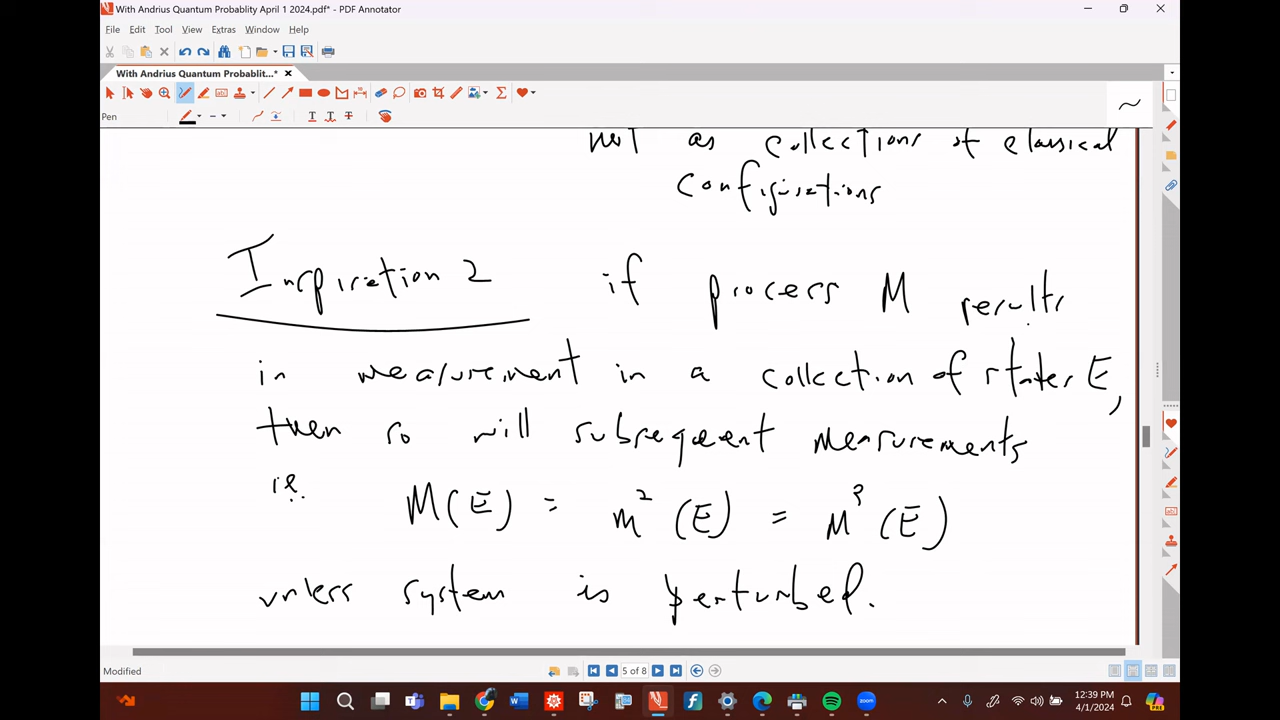 With Andrius Quantum Probablity April 1 2024.pdf* - PDF Annotator
File Edit Tool View Extras Window Help
With Andrius Quantum Probablit...*
Pen
not as collections of classical
configurations
Inspiration 2 if process M results
in measurement in a collection of states E,
then so will subsequent measurements
ie. M(E) = M²(E) = M³(E)
unless system is perturbed.
Modified
5 of 8
12:39 PM
4/1/2024